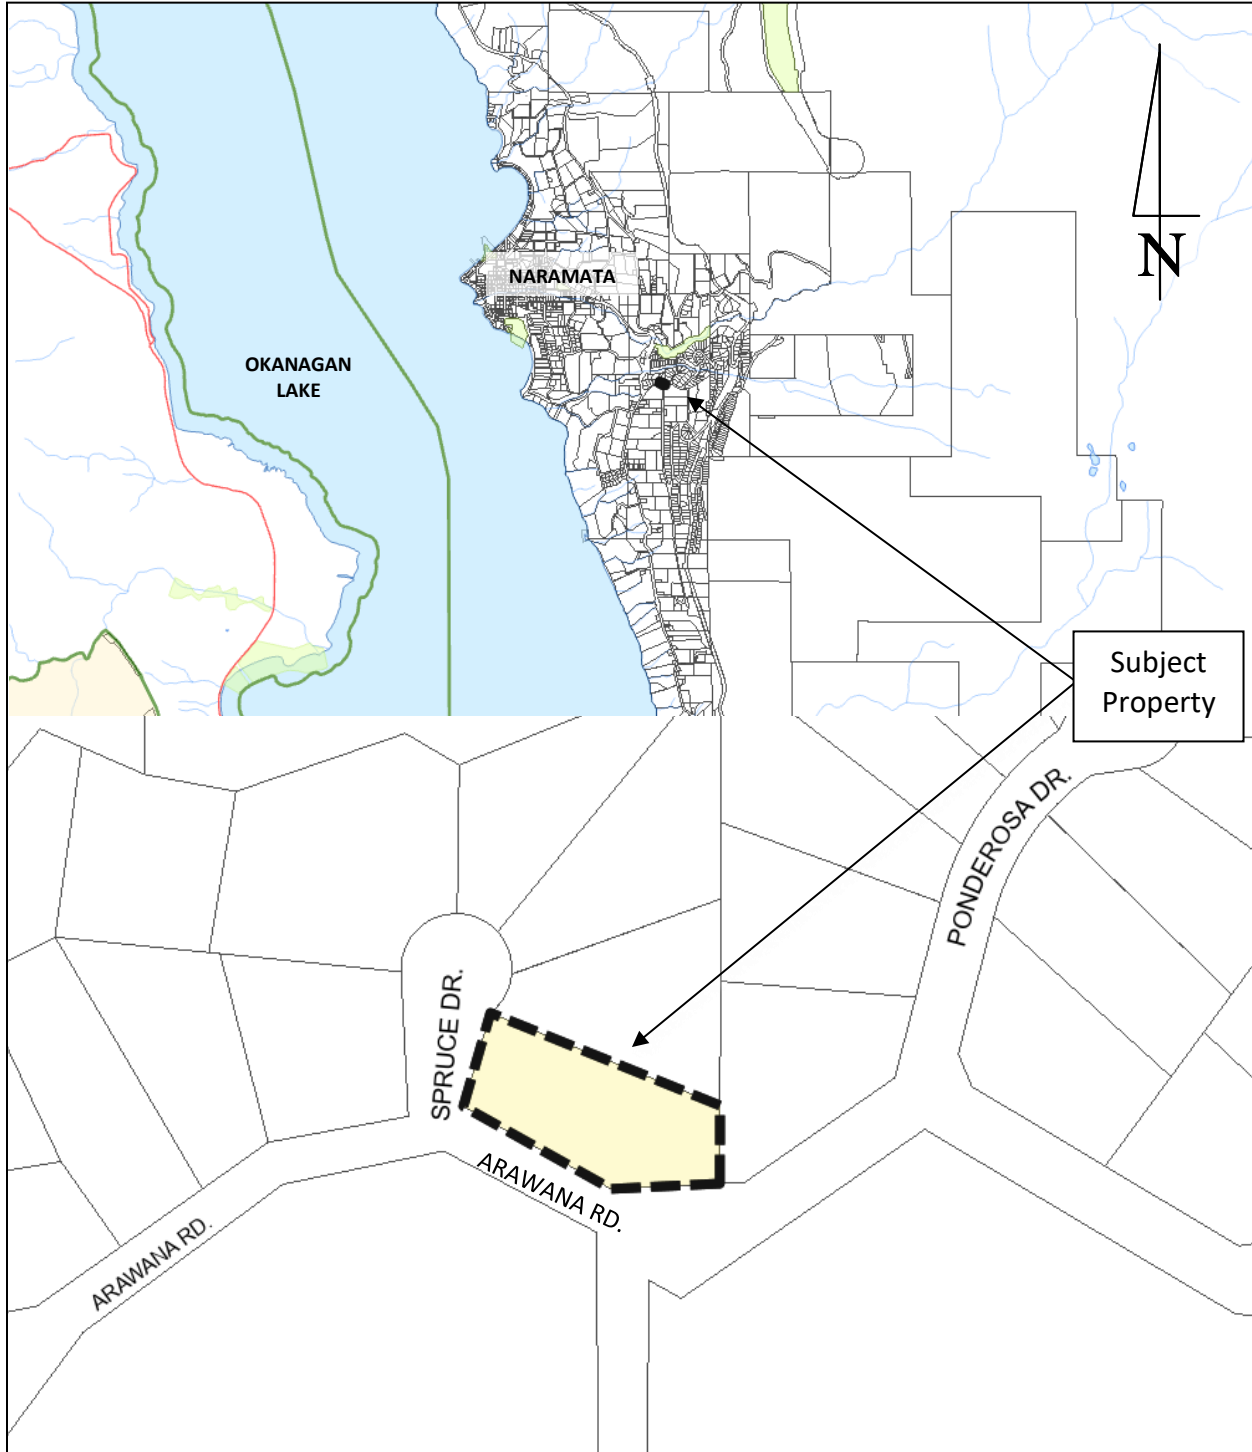 N
NARAMATA
OKANAGAN
LAKE
Subject
Property
PONDEROSA DR.
SPRUCE DR.
ARAWANA RD.
ARAWANA RD.